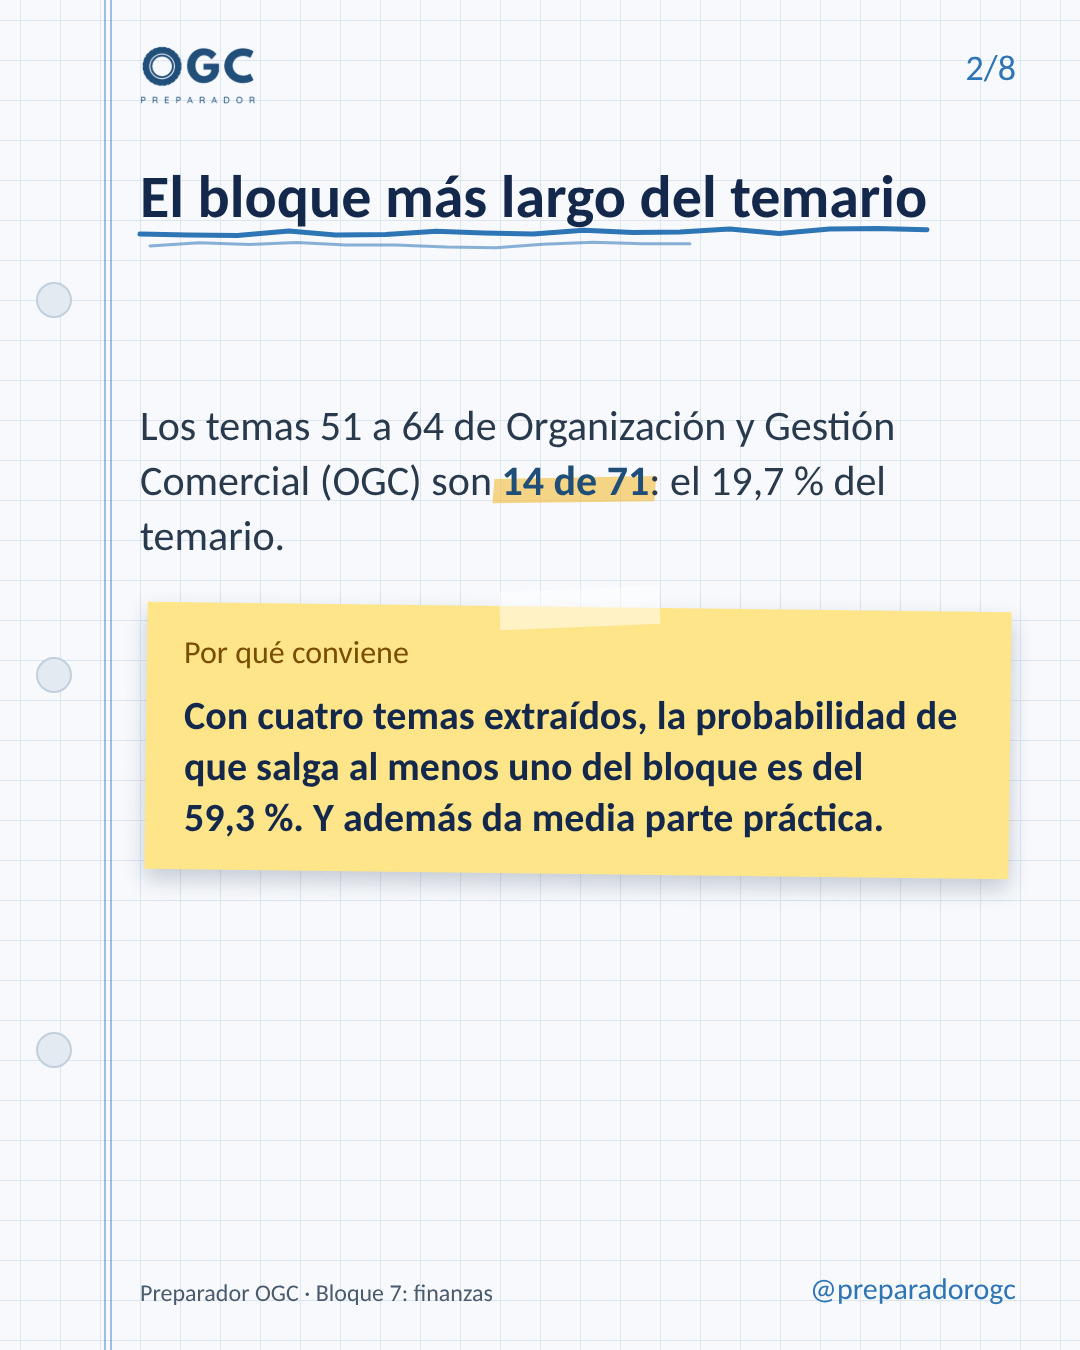 OGC
PREPARADOR
2/8
El bloque más largo del temario
Los temas 51 a 64 de Organización y Gestión
Comercial (OGC) son 14 de 71: el 19,7 % del
temario.
Por qué conviene
Con cuatro temas extraídos, la probabilidad de
que salga al menos uno del bloque es del
59,3 %. Y además da media parte práctica.
Preparador OGC · Bloque 7: finanzas
@preparadorogc